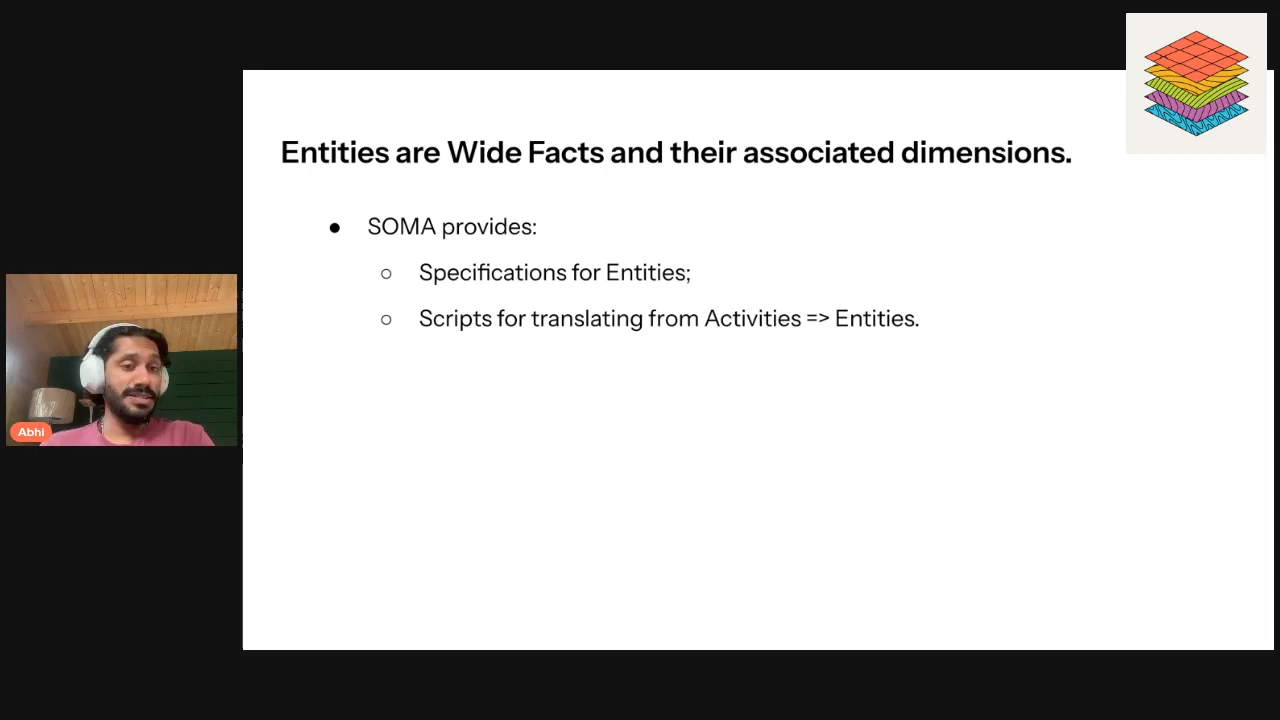 Entities are Wide Facts and their associated dimensions.
● SOMA provides:
○ Specifications for Entities;
○ Scripts for translating from Activities => Entities.
Abhi